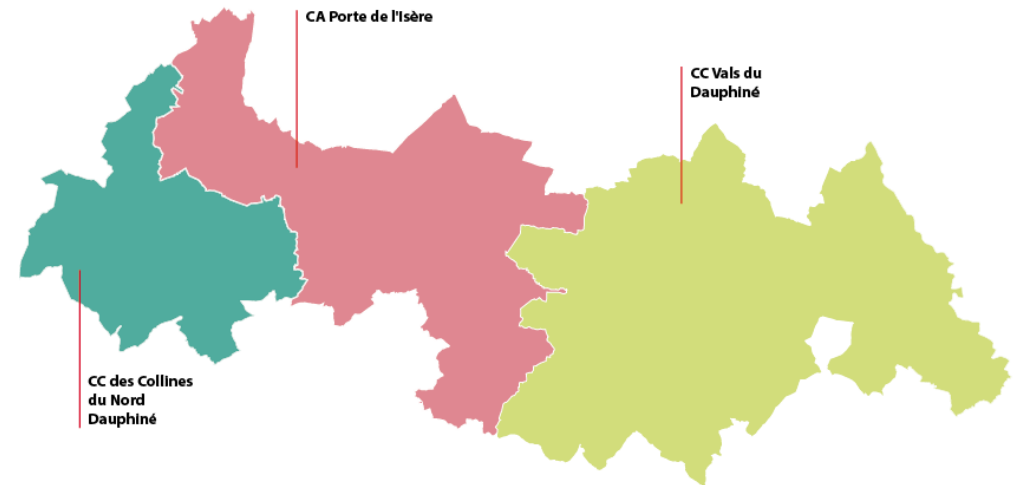 CA Porte de l'Isère
CC Vals du
Dauphiné
CC des Collines
du Nord
Dauphiné